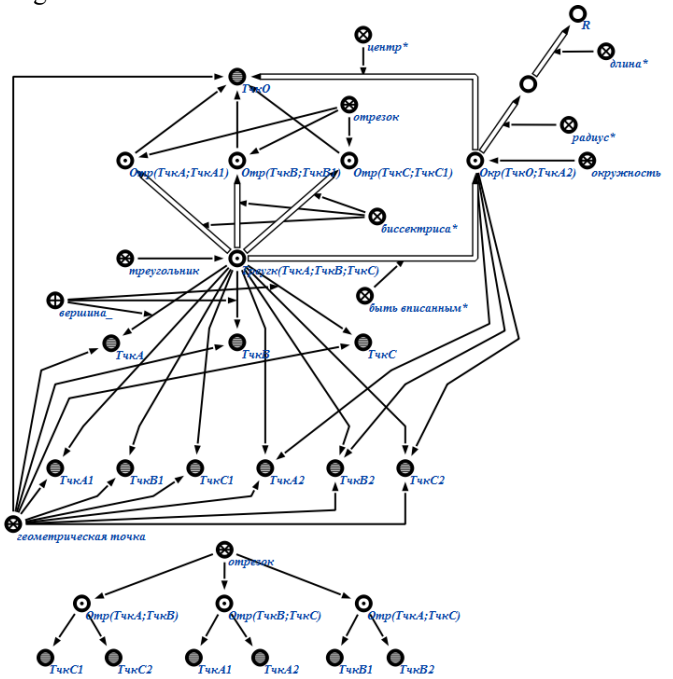 R
центр*
длина*
ТчкО
отрезок
радиус*
Отр(ТчкА;ТчкА1)
Отр(ТчкВ;ТчкВ1)
Отр(ТчкС;ТчкС1)
Окр(ТчкО;ТчкА2)
окружность
биссектриса*
треугольник
Треугк(ТчкА;ТчкВ;ТчкС)
вершина_
быть вписанным*
ТчкА
ТчкВ
ТчкС
ТчкА1
ТчкВ1
ТчкС1
ТчкА2
ТчкВ2
ТчкС2
геометрическая точка
отрезок
Отр(ТчкА;ТчкВ)
Отр(ТчкВ;ТчкС)
Отр(ТчкА;ТчкС)
ТчкС1
ТчкС2
ТчкА1
ТчкА2
ТчкВ1
ТчкВ2